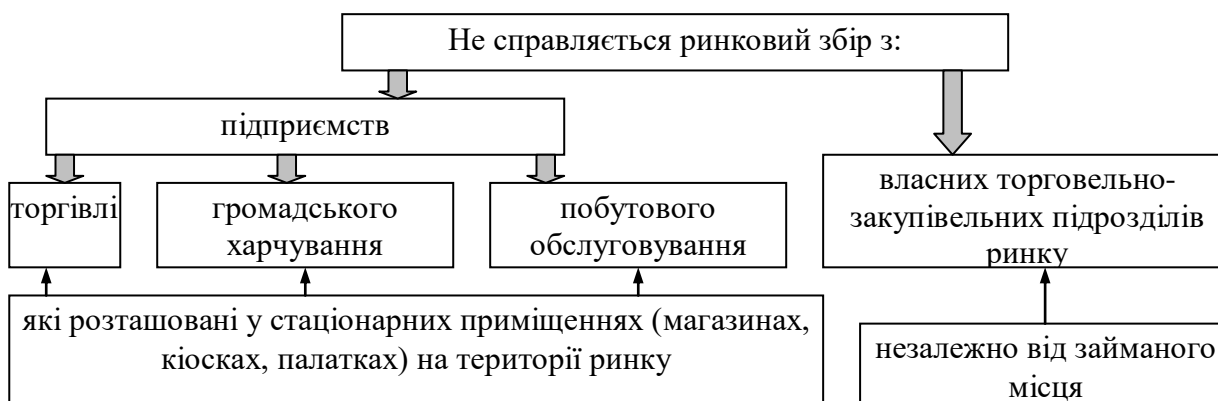 Не справляється ринковий збір з:
підприємств
торгівлі
громадського
харчування
побутового
обслуговування
власних торговельно-
закупівельних підрозділів
ринку
які розташовані у стаціонарних приміщеннях (магазинах,
кіосках, палатках) на території ринку
незалежно від займаного
місця